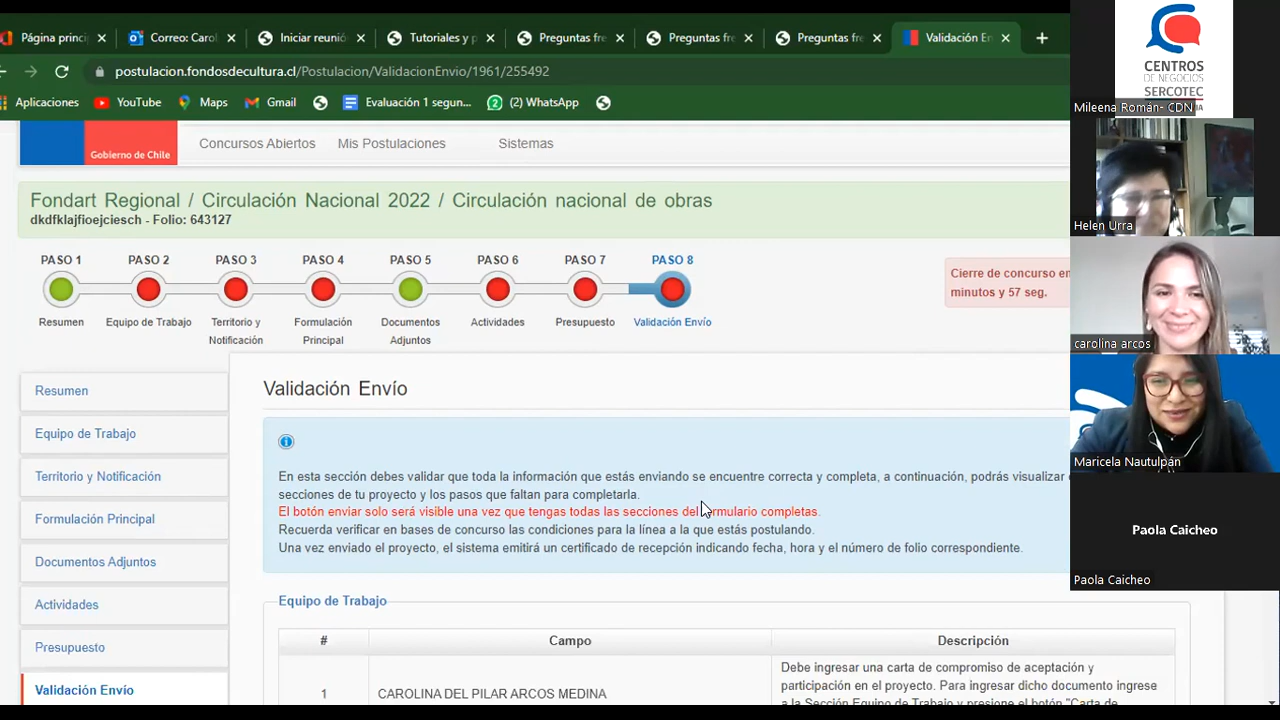 Página princi
Correo: Carol
Iniciar reunió
Tutoriales y p
Preguntas fre
Preguntas fre
Preguntas fre
Validación En
postulacion.fondosdecultura.cl/Postulacion/ValidacionEnvio/1961/255492
Aplicaciones
YouTube
Maps
Gmail
Evaluación 1 segun...
(2) WhatsApp
Gobierno de Chile
Concursos Abiertos
Mis Postulaciones
Sistemas
Fondart Regional / Circulación Nacional 2022 / Circulación nacional de obras
dkdfklajfioejciesch - Folio: 643127
PASO 1
PASO 2
PASO 3
PASO 4
PASO 5
PASO 6
PASO 7
PASO 8
Resumen
Equipo de Trabajo
Territorio y
Notificación
Formulación
Principal
Documentos
Adjuntos
Actividades
Presupuesto
Validación Envío
Cierre de concurso en
minutos y 57 seg.
Resumen
Equipo de Trabajo
Territorio y Notificación
Formulación Principal
Documentos Adjuntos
Actividades
Presupuesto
Validación Envío
Validación Envío
En esta sección debes validar que toda la información que estás enviando se encuentre correcta y completa, a continuación, podrás visualizar
secciones de tu proyecto y los pasos que faltan para completarla.
El botón enviar solo será visible una vez que tengas todas las secciones del formulario completas.
Recuerda verificar en bases de concurso las condiciones para la línea a la que estás postulando.
Una vez enviado el proyecto, el sistema emitirá un certificado de recepción indicando fecha, hora y el número de folio correspondiente.
Equipo de Trabajo
# Campo Descripción
1 CAROLINA DEL PILAR ARCOS MEDINA
Debe ingresar una carta de compromiso de aceptación y
participación en el proyecto. Para ingresar dicho documento ingrese
a la Sección Equipo de Trabajo y presione el botón "Carta de
CENTROS
DE NEGOCIOS
SERCOTEC
Mileena Román- CDN
Helen Urra
carolina arcos
Maricela Nautulpán
Paola Caicheo
Paola Caicheo